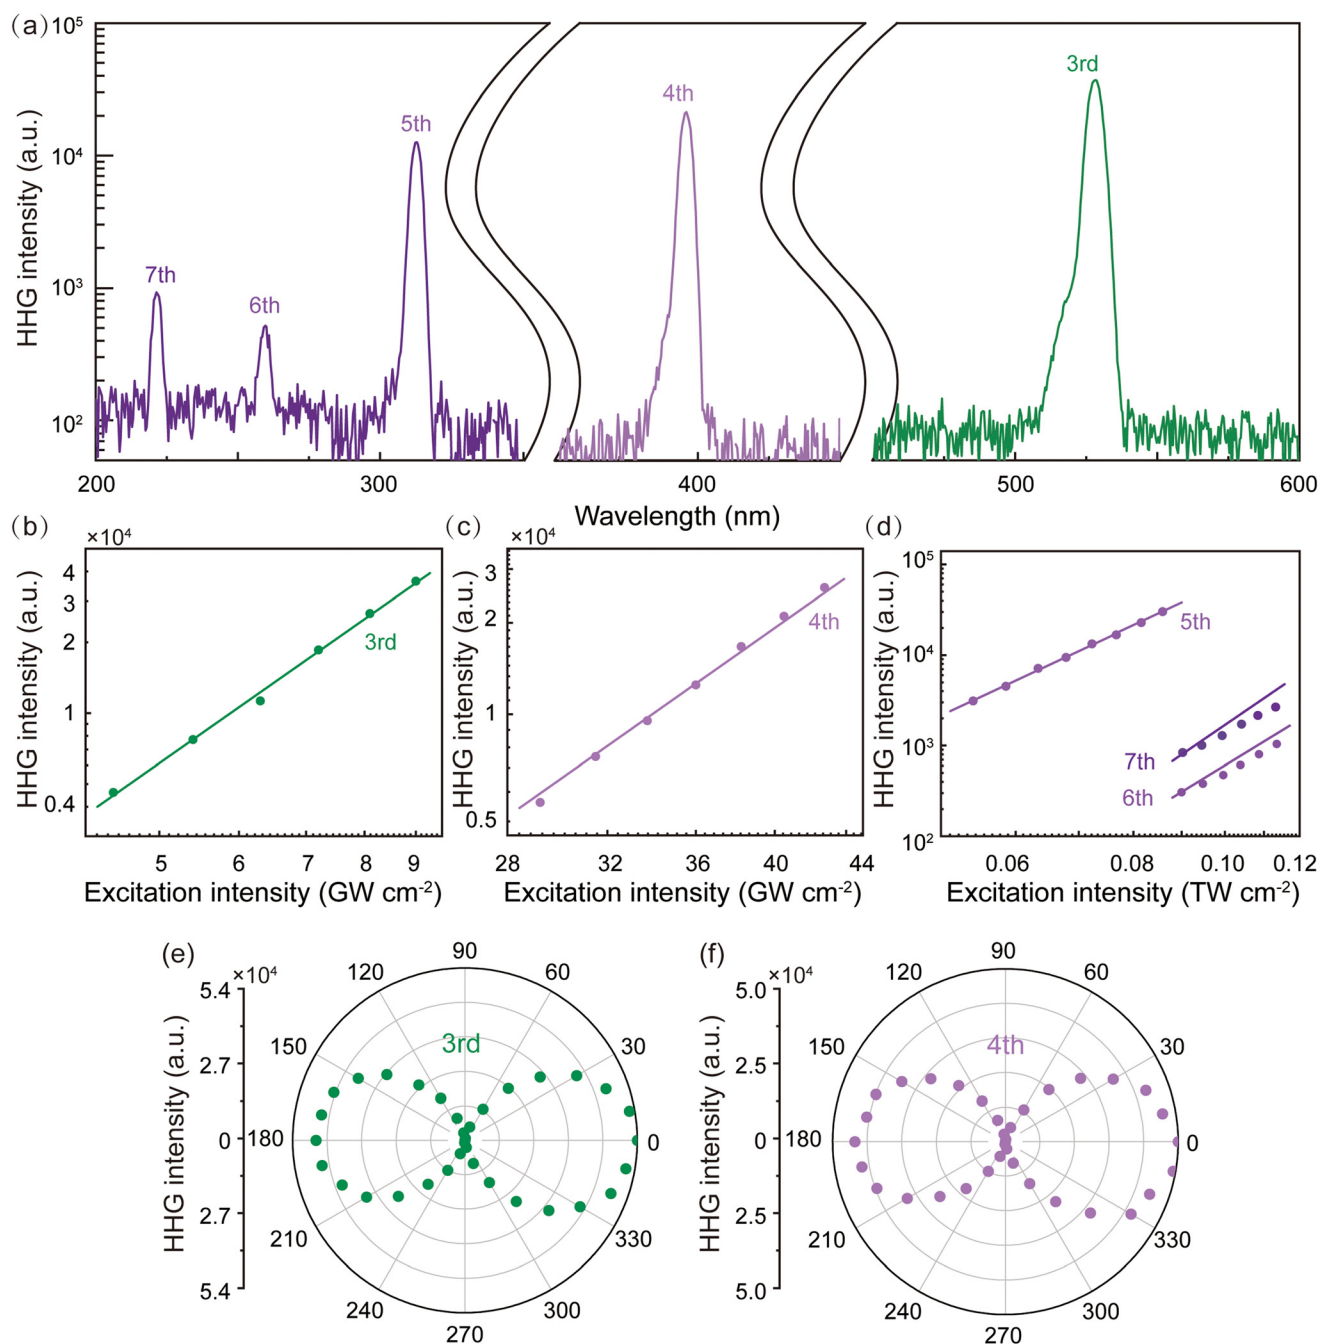 (a)
HHG intensity (a.u.)
10⁵
10⁴
10³
10²
7th
6th
5th
4th
3rd
200
300
400
500
600
Wavelength (nm)
(b)
×10⁴
HHG intensity (a.u.)
4
3
2
1
0.4
3rd
5
6
7
8
9
Excitation intensity (GW cm⁻²)
(c)
×10⁴
HHG intensity (a.u.)
3
2
1
0.5
4th
28
32
36
40
44
Excitation intensity (GW cm⁻²)
(d)
HHG intensity (a.u.)
10⁵
10⁴
10³
10²
5th
7th
6th
0.06
0.08
0.10
0.12
Excitation intensity (TW cm⁻²)
(e)
×10⁴
HHG intensity (a.u.)
HHG intensity (a.u.)
5.4
2.7
0
2.7
5.4
3rd
90
60
30
0
330
300
270
240
210
180
150
120
(f)
×10⁴
HHG intensity (a.u.)
HHG intensity (a.u.)
5.0
2.5
0
2.5
5.0
4th
90
60
30
0
330
300
270
240
210
180
150
120